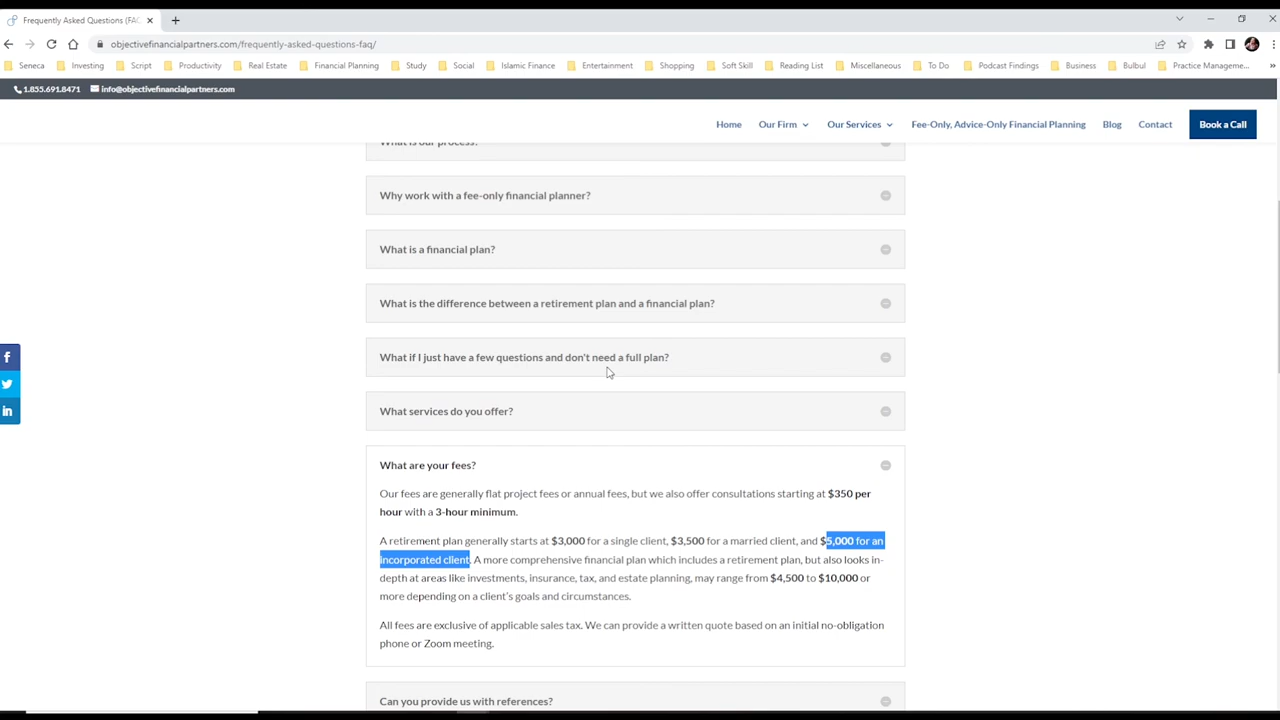 Frequently Asked Questions (FAQ
objectivefinancialpartners.com/frequently-asked-questions-faq/
Seneca Investing Script Productivity Real Estate Financial Planning Study Social Islamic Finance Entertainment Shopping Soft Skill Reading List Miscellaneous To Do Podcast Findings Business Bulbul Practice Manageme...
1.855.691.8471 info@objectivefinancialpartners.com
Home Our Firm Our Services Fee-Only, Advice-Only Financial Planning Blog Contact Book a Call
What is our process?
Why work with a fee-only financial planner?
What is a financial plan?
What is the difference between a retirement plan and a financial plan?
What if I just have a few questions and don't need a full plan?
What services do you offer?
What are your fees?
Our fees are generally flat project fees or annual fees, but we also offer consultations starting at $350 per
hour with a 3-hour minimum.
A retirement plan generally starts at $3,000 for a single client, $3,500 for a married client, and $5,000 for an
incorporated client. A more comprehensive financial plan which includes a retirement plan, but also looks in-
depth at areas like investments, insurance, tax, and estate planning, may range from $4,500 to $10,000 or
more depending on a client's goals and circumstances.
All fees are exclusive of applicable sales tax. We can provide a written quote based on an initial no-obligation
phone or Zoom meeting.
Can you provide us with references?